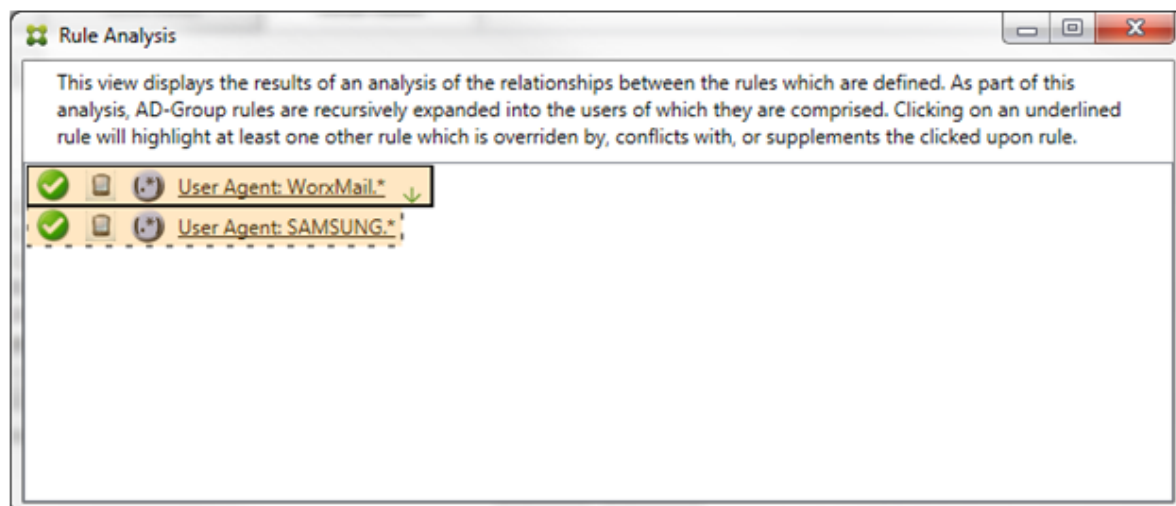 Rule Analysis
This view displays the results of an analysis of the relationships between the rules which are defined. As part of this
analysis, AD-Group rules are recursively expanded into the users of which they are comprised. Clicking on an underlined
rule will highlight at least one other rule which is overriden by, conflicts with, or supplements the clicked upon rule.
(.*) User Agent: WorxMail.*
(.*) User Agent: SAMSUNG.*